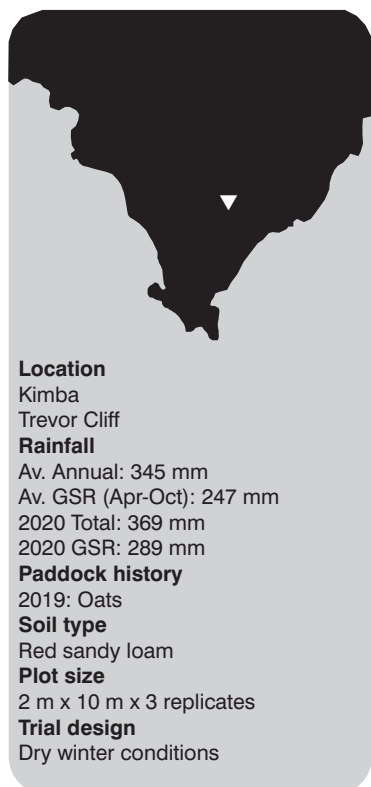 Location
Kimba
Trevor Cliff
Rainfall
Av. Annual: 345 mm
Av. GSR (Apr-Oct): 247 mm
2020 Total: 369 mm
2020 GSR: 289 mm
Paddock history
2019: Oats
Soil type
Red sandy loam
Plot size
2 m x 10 m x 3 replicates
Trial design
Dry winter conditions